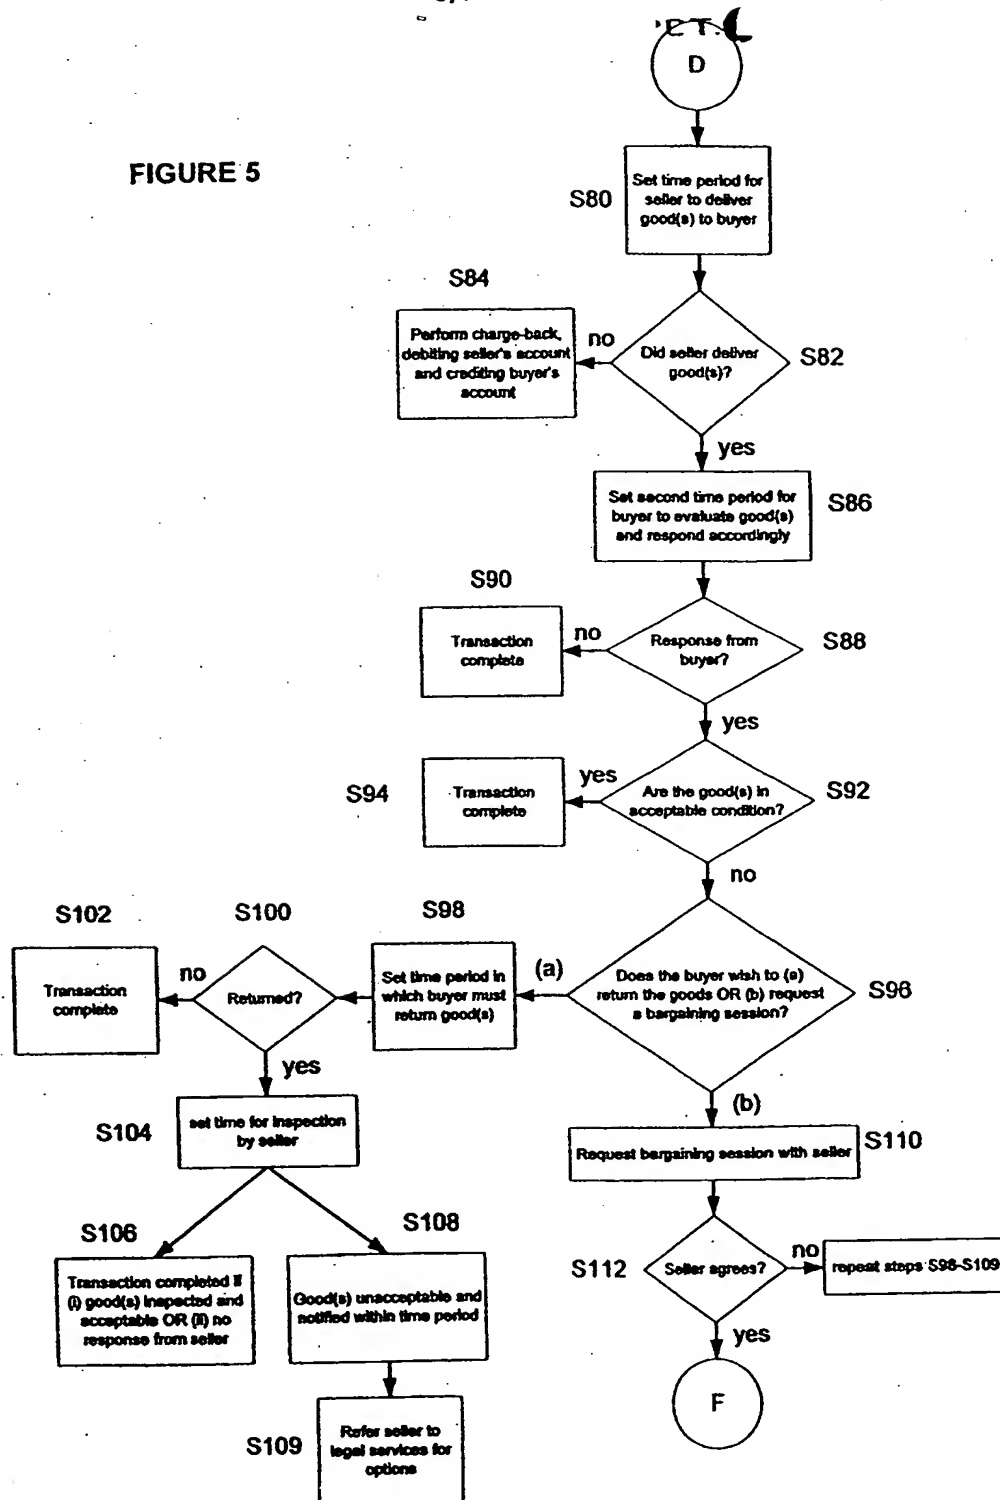 D
FIGURE 5
S80
Set time period for
seller to deliver
good(s) to buyer
S84
Perform charge-back,
debiting seller's account
and crediting buyer's
account
no
Did seller deliver
good(s)?
S82
yes
Set second time period for
buyer to evaluate good(s)
and respond accordingly
S86
S90
Transaction
complete
no
Response from
buyer?
S88
yes
S94
Transaction
complete
yes
Are the good(s) in
acceptable condition?
S92
no
S102
S100
S98
Transaction
complete
no
Returned?
Set time period in
which buyer must
return good(s)
(a)
Does the buyer wish to (a)
return the goods OR (b) request
a bargaining session?
S96
yes
(b)
S104
set time for inspection
by seller
Request bargaining session with seller
S110
S106
S108
Transaction completed if
(i) good(s) inspected and
acceptable OR (ii) no
response from seller
Good(s) unacceptable and
notified within time period
S112
Seller agrees?
no
repeat steps S98-S109
yes
F
S109
Refer seller to
legal services for
options